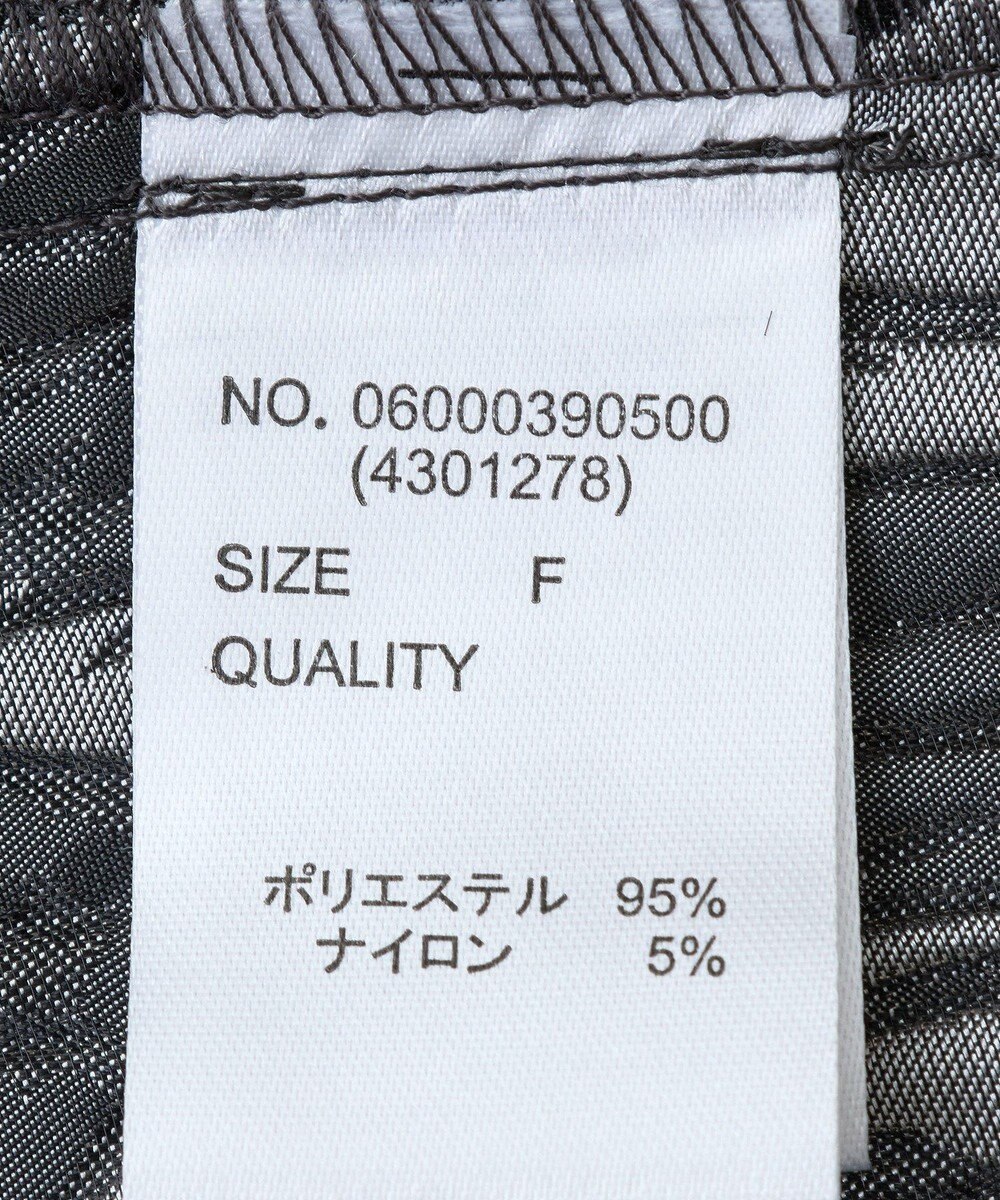 NO. 06000390500
(4301278)
SIZE F
QUALITY
ポリエステル 95%
ナイロン 5%